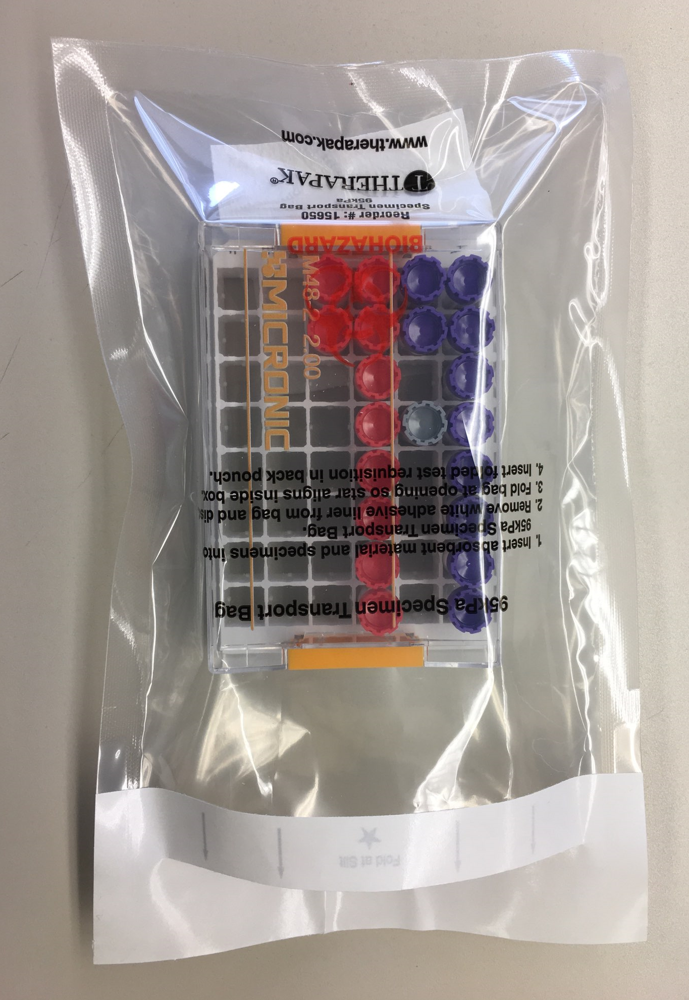 95kPa Specimen Transport Bag
1. Insert absorbent material and specimens into
95kPa Specimen Transport Bag.
2. Remove white adhesive liner from bag and
3. Fold bag at opening so star aligns inside box.
4. Insert folded test requisition in back pouch.
BIOHAZARD
Reorder #: 15650
Specimen Transport Bag
95kPa
THERAPAK®
www.therapak.com
MICRONIC
M48-2 2.00
Fold at Slit